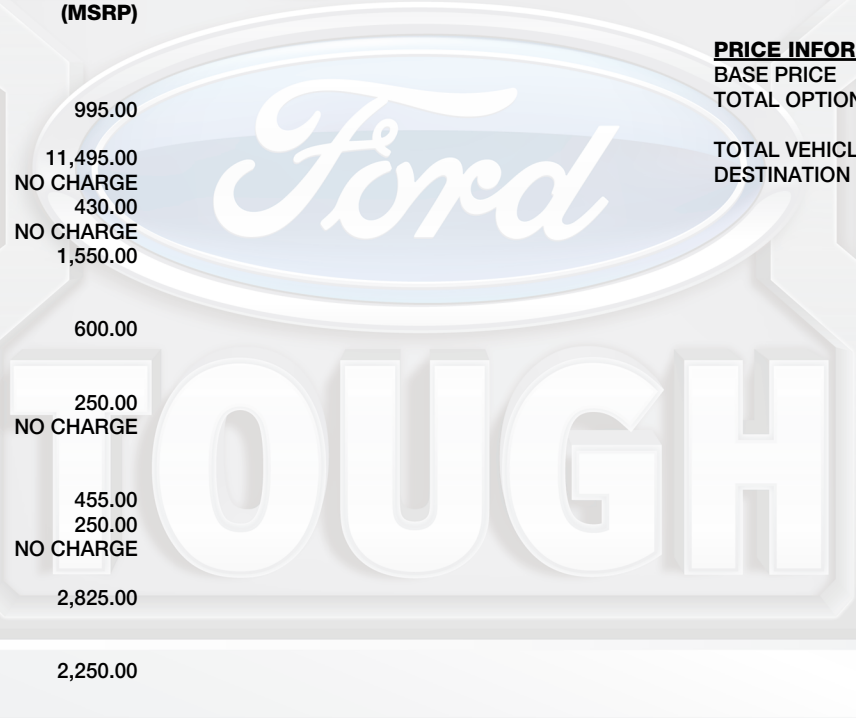 (MSRP)
995.00
11,495.00
NO CHARGE
430.00
NO CHARGE
1,550.00
600.00
250.00
NO CHARGE
455.00
250.00
NO CHARGE
2,825.00
2,250.00
PRICE INFOR
BASE PRICE
TOTAL OPTION
TOTAL VEHICL
DESTINATION
Ford
TOUGH